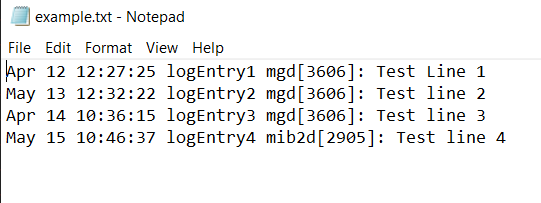 example.txt - Notepad
File Edit Format View Help
Apr 12 12:27:25 logEntry1 mgd[3606]: Test Line 1
May 13 12:32:22 logEntry2 mgd[3606]: Test line 2
Apr 14 10:36:15 logEntry3 mgd[3606]: Test line 3
May 15 10:46:37 logEntry4 mib2d[2905]: Test line 4